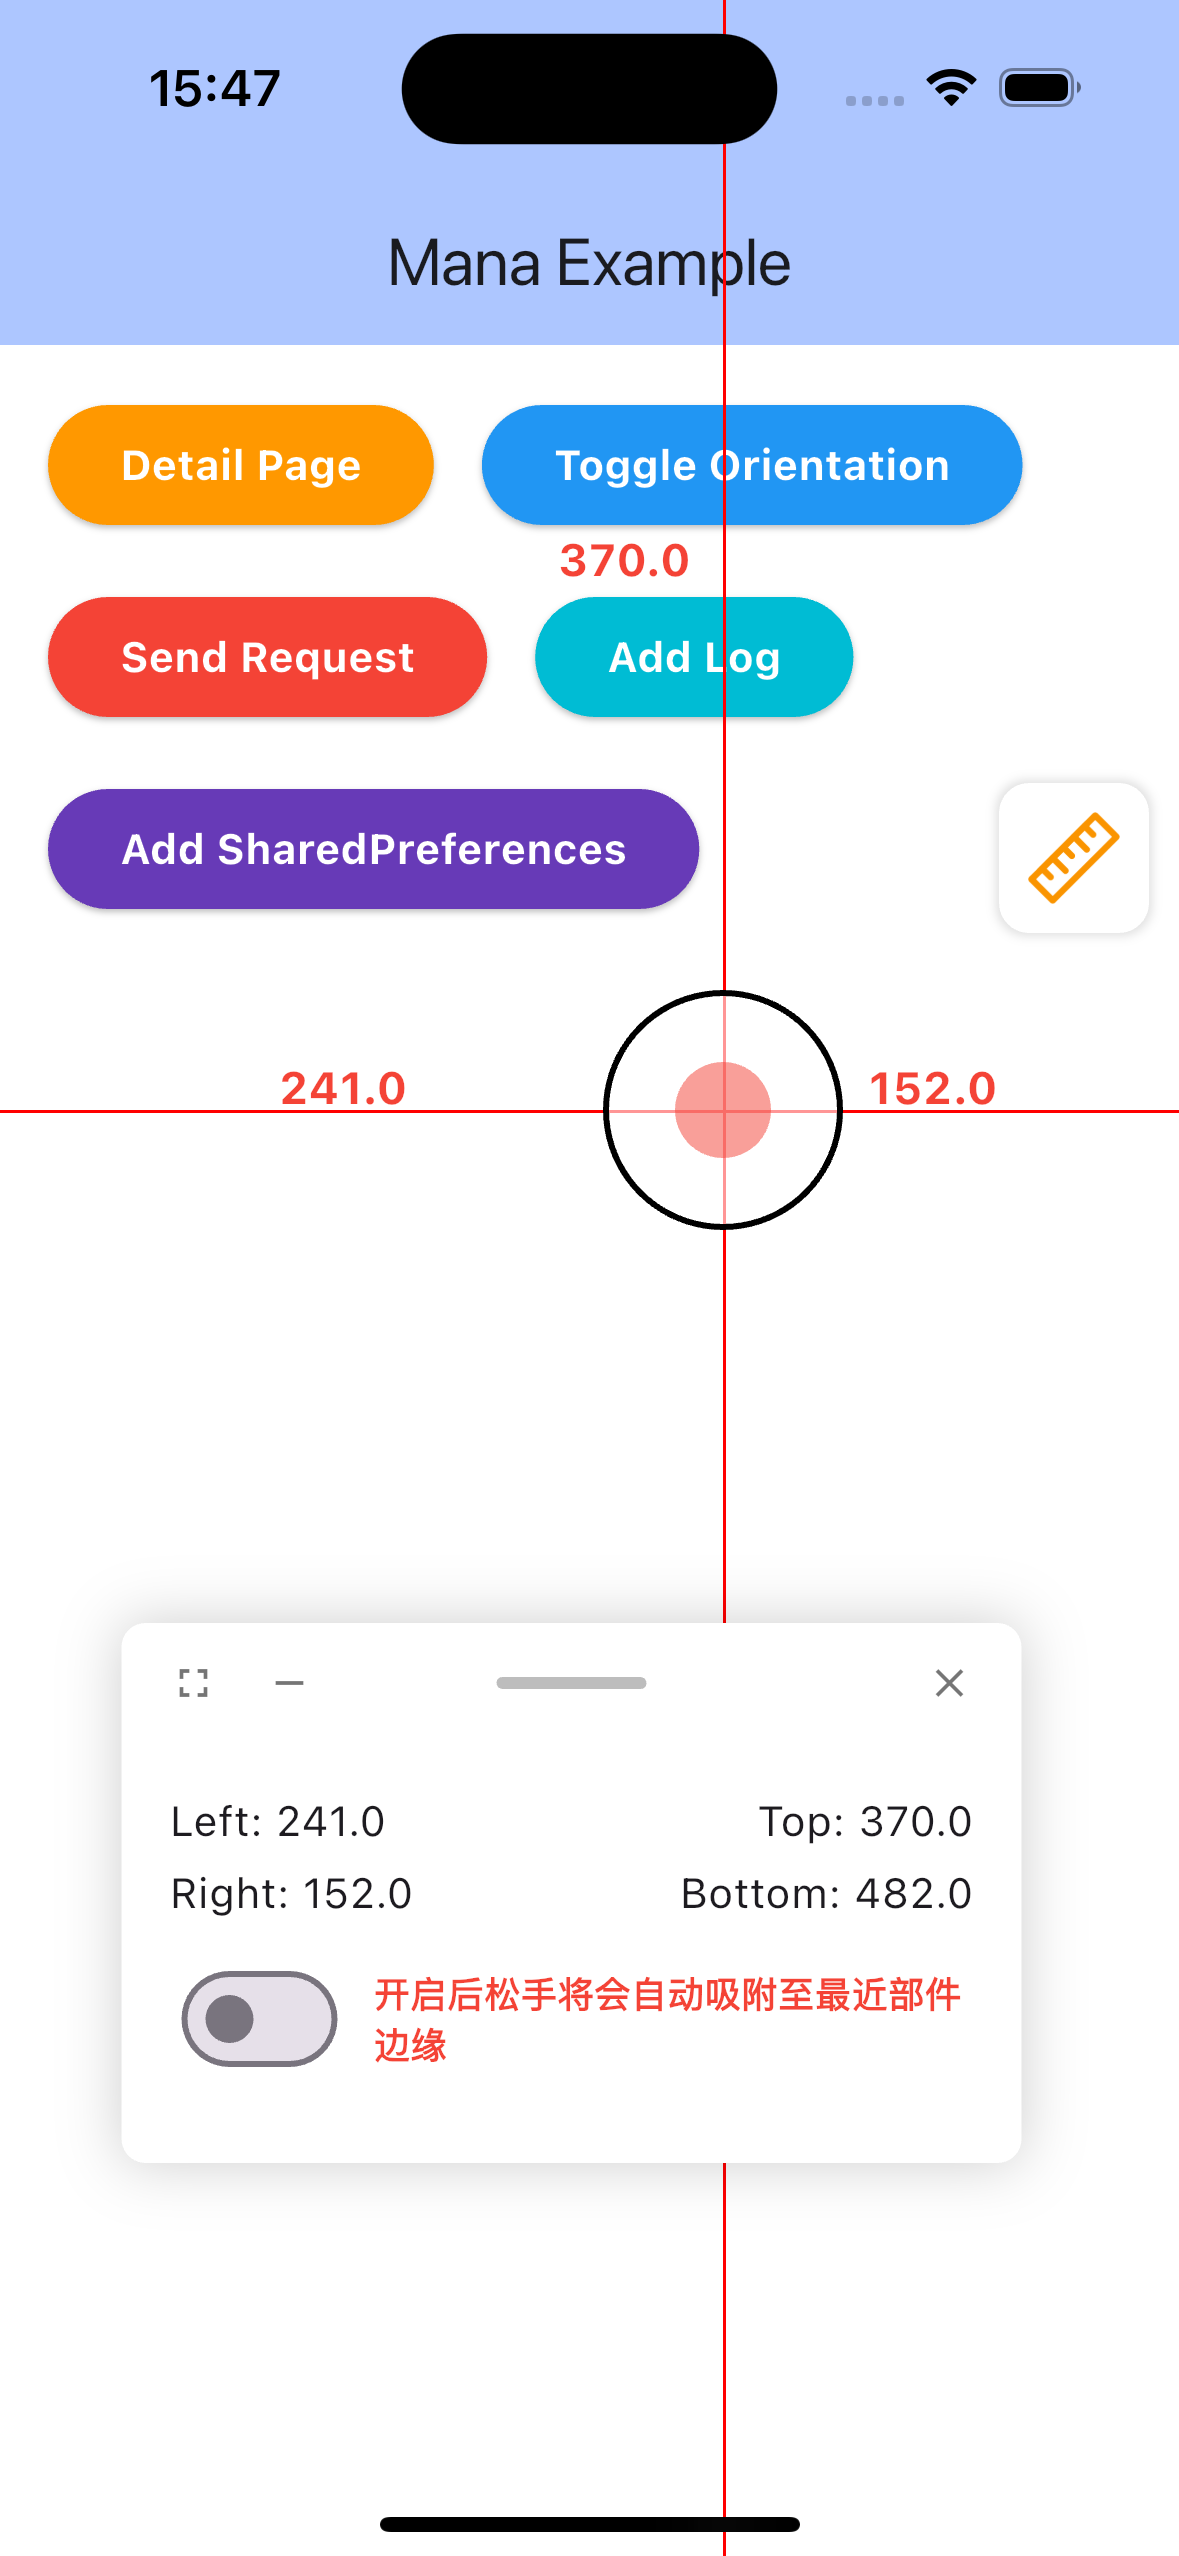 15:47
Mana Example
Detail Page
Toggle Orientation
370.0
Send Request
Add Log
Add SharedPreferences
241.0
152.0
Left: 241.0
Top: 370.0
Right: 152.0
Bottom: 482.0
开启后松手将会自动吸附至最近部件
边缘